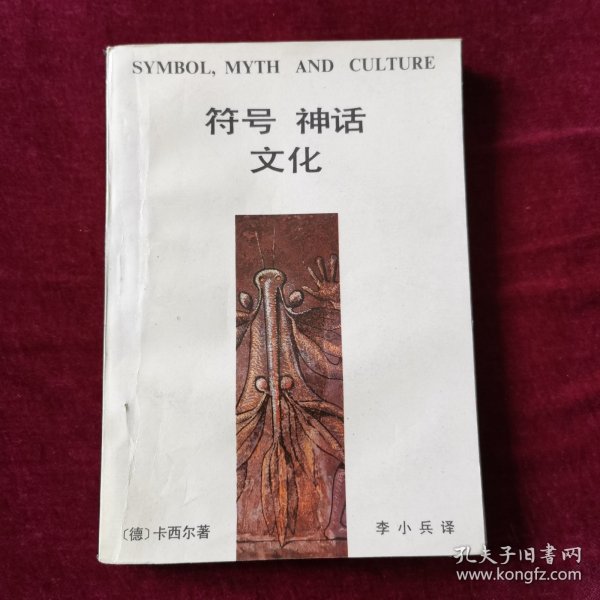 SYMBOL, MYTH AND CULTURE
符号 神话
文化
〔德〕卡西尔著
李小兵译
孔夫子旧书网
www.kongfz.com